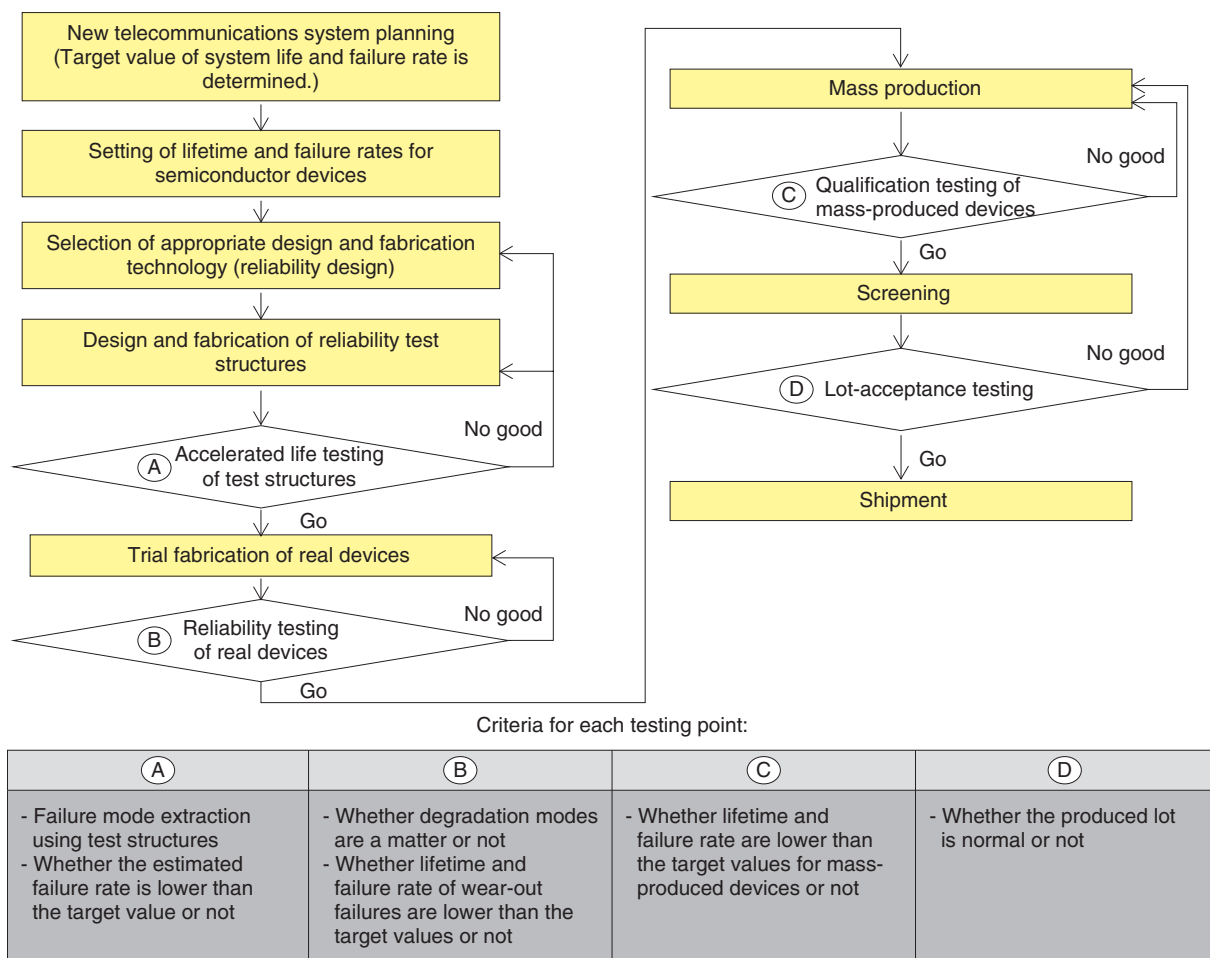 New telecommunications system planning
(Target value of system life and failure rate is
determined.)
Setting of lifetime and failure rates for
semiconductor devices
Selection of appropriate design and fabrication
technology (reliability design)
Design and fabrication of reliability test
structures
No good
A
Accelerated life testing
of test structures
Go
Trial fabrication of real devices
No good
B
Reliability testing
of real devices
Go
Mass production
No good
C
Qualification testing of
mass-produced devices
Go
Screening
No good
D
Lot-acceptance testing
Go
Shipment
Criteria for each testing point:
A
B
C
D
- Failure mode extraction
using test structures
- Whether the estimated
failure rate is lower than
the target value or not
- Whether degradation modes
are a matter or not
- Whether lifetime and
failure rate of wear-out
failures are lower than the
target values or not
- Whether lifetime and
failure rate are lower than
the target values for mass-
produced devices or not
- Whether the produced lot
is normal or not